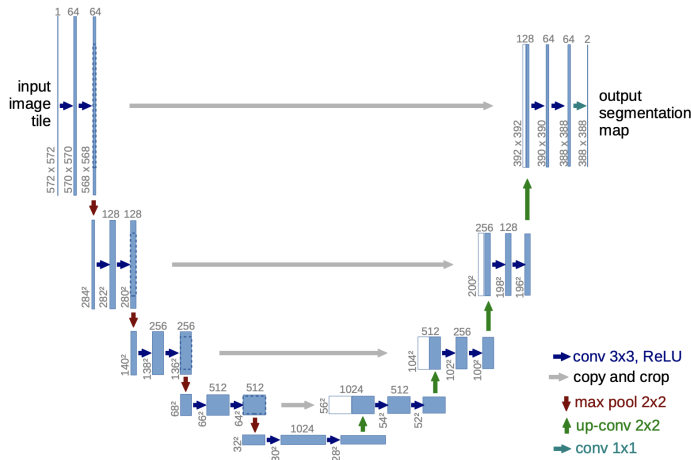 1 64 64
128 64 64 2
input
image
tile
output
segmentation
map
572 x 572
570 x 570
568 x 568
392 x 392
390 x 390
388 x 388
388 x 388
128 128
256 128
284²
282²
280²
200²
198²
196²
256 256
512 256
140²
138²
136²
104²
102²
100²
512 512
1024 512
68²
66²
64²
56²
54²
52²
1024
32²
30²
28²
conv 3x3, ReLU
copy and crop
max pool 2x2
up-conv 2x2
conv 1x1